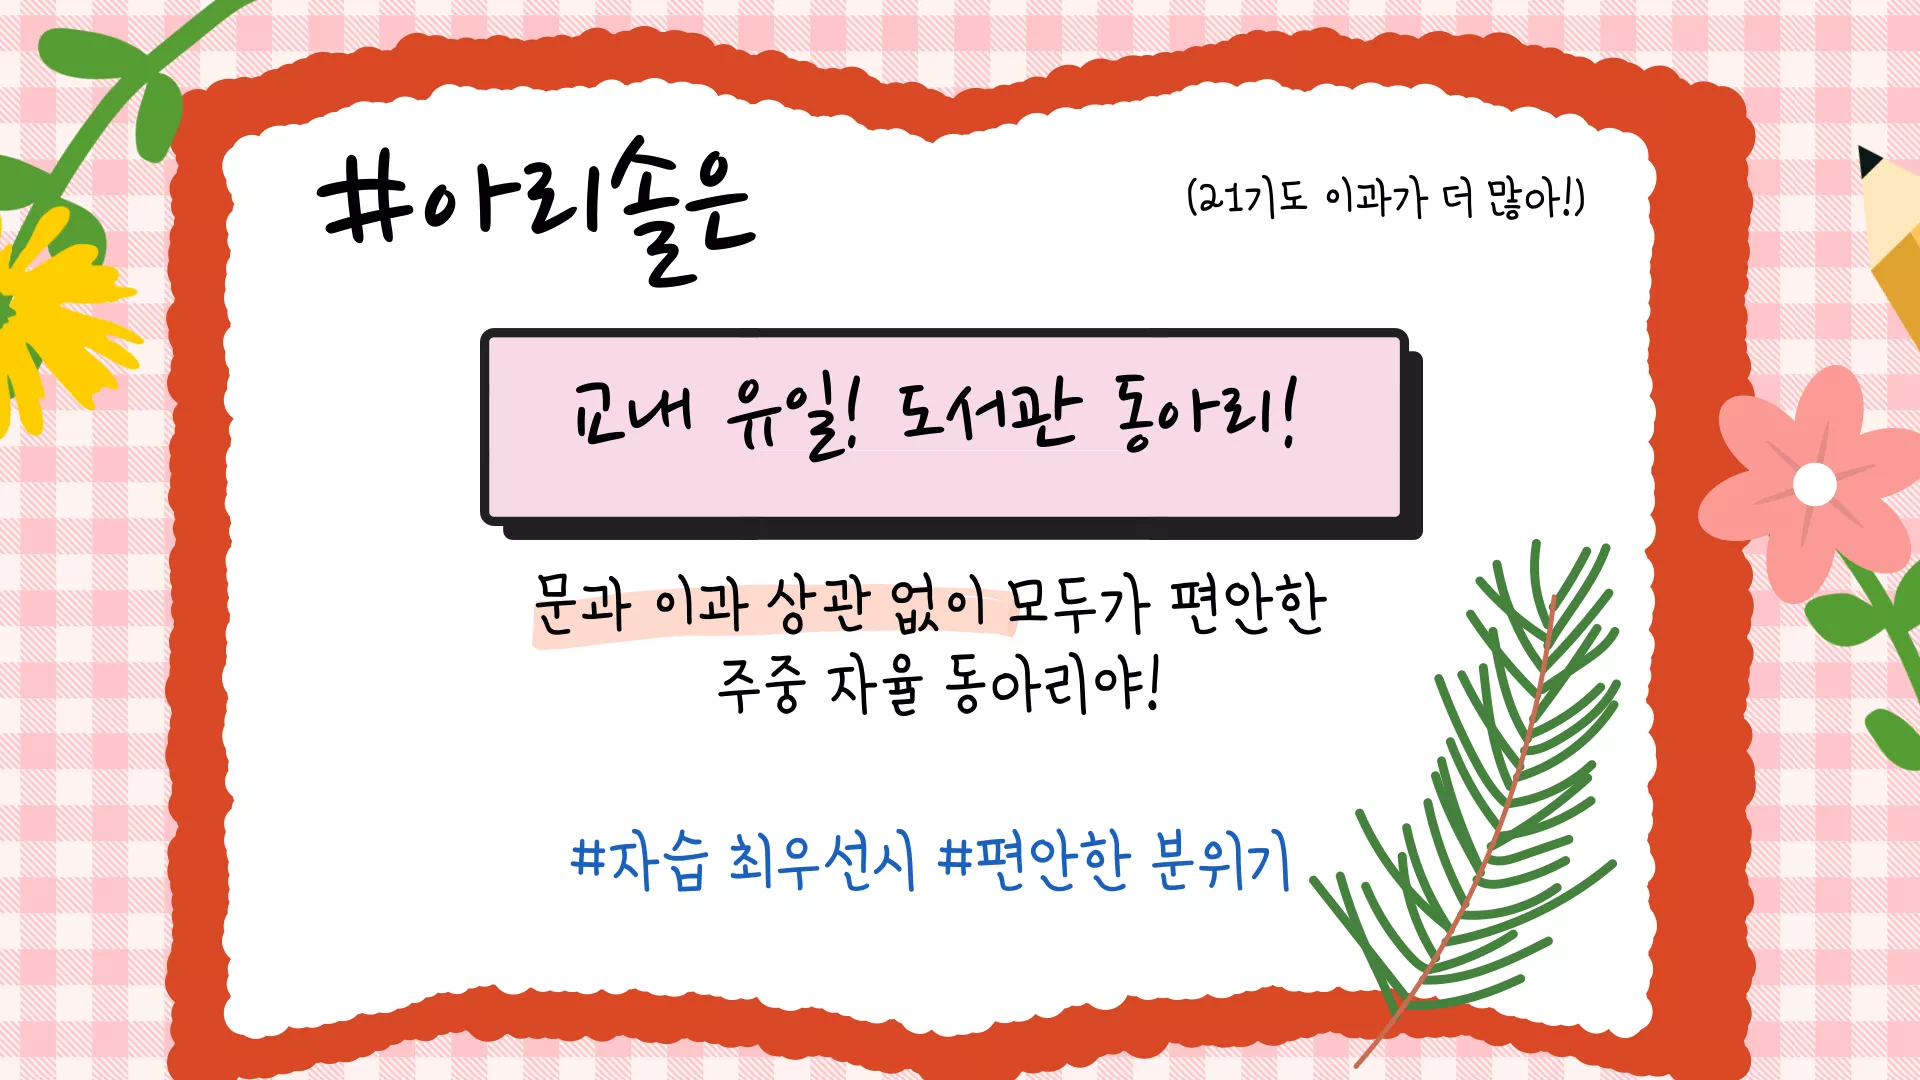 #아리솔은
(21기도 이과가 더 많아!)
교내 유일! 도서관 동아리!
문과 이과 상관 없이 모두가 편안한
주중 자율 동아리야!
#자습 최우선시 #편안한 분위기